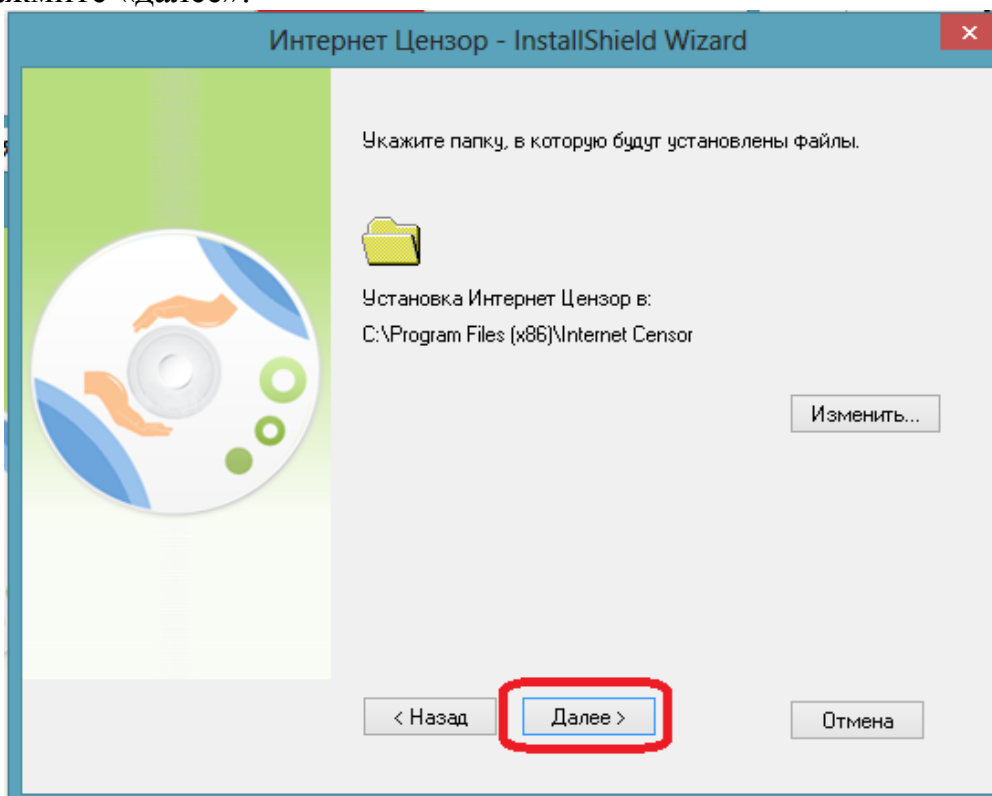 «далее».
Интернет Цензор - InstallShield Wizard
Укажите папку, в которую будут установлены файлы.
Установка Интернет Цензор в:
C:\Program Files (x86)\Internet Censor
Изменить...
< Назад Далее > Отмена